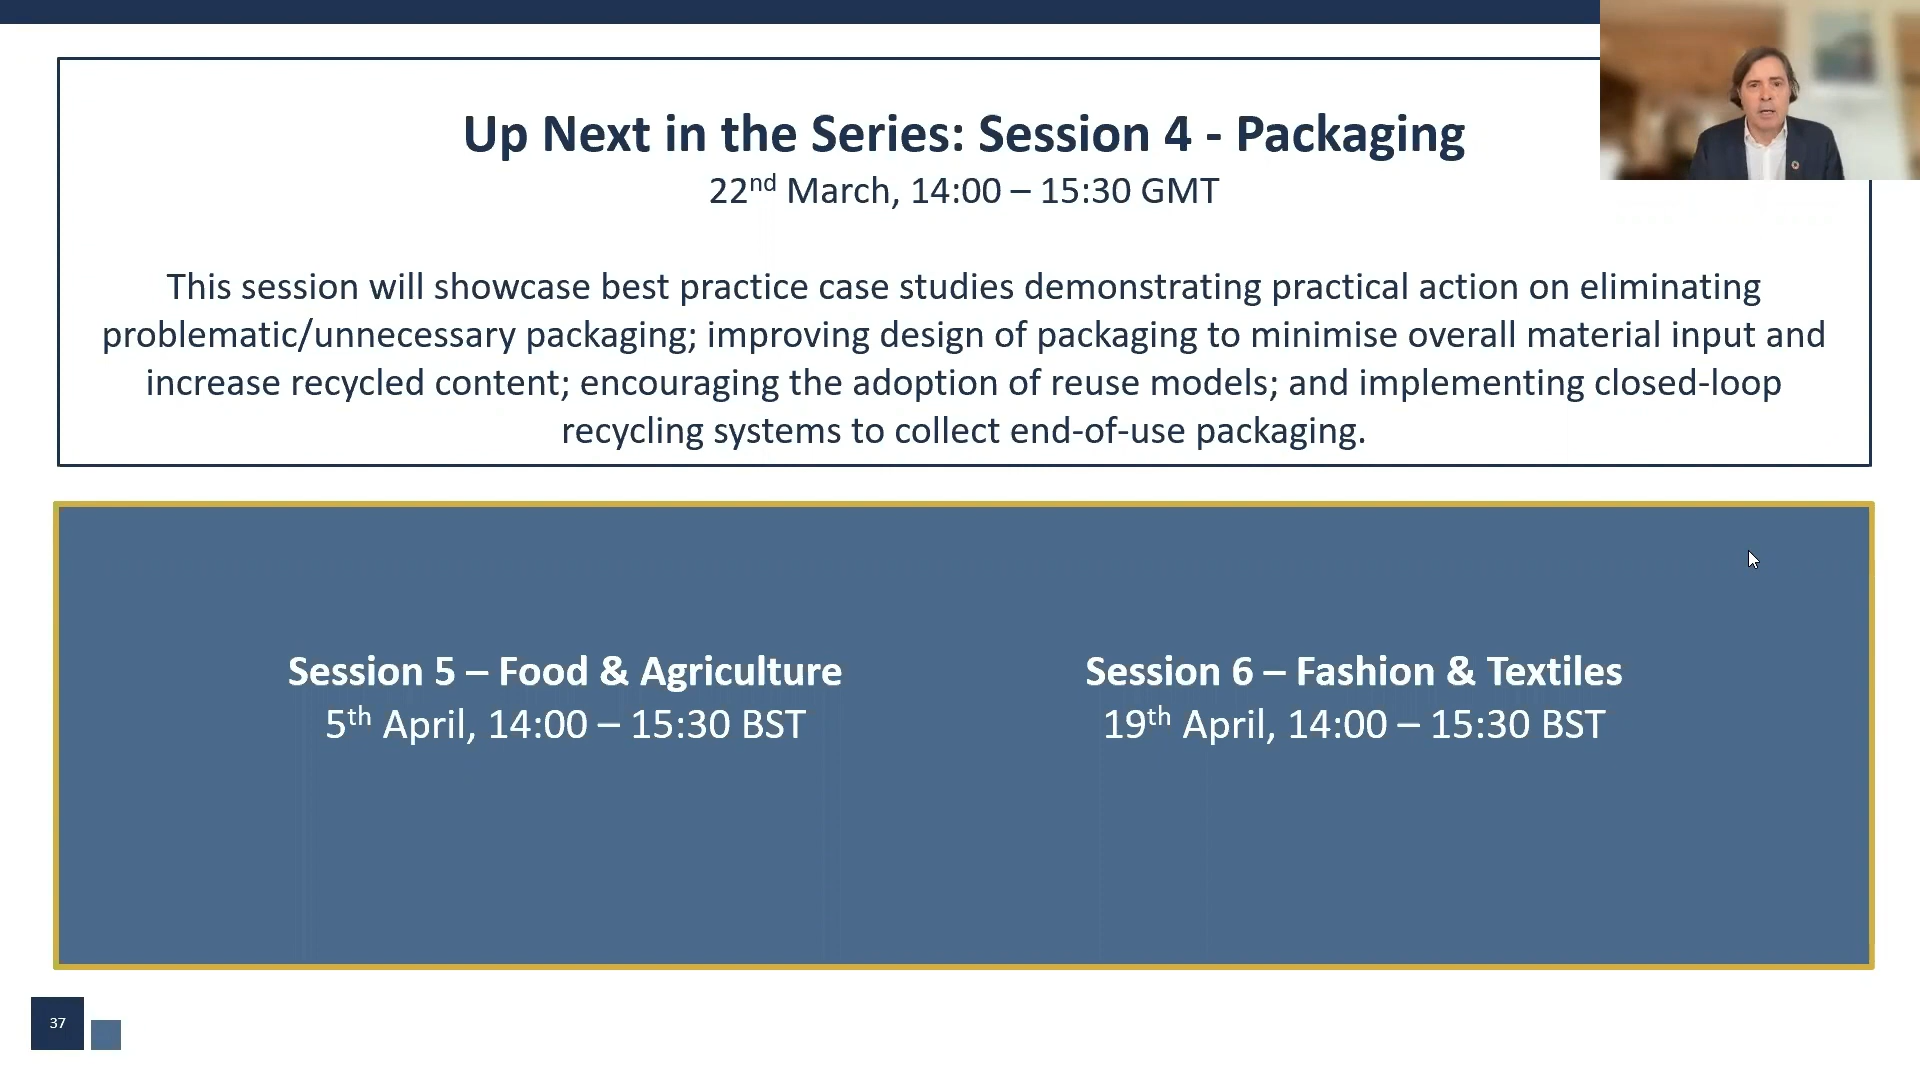 Up Next in the Series: Session 4 - Packaging
22nd March, 14:00 – 15:30 GMT
This session will showcase best practice case studies demonstrating practical action on eliminating
problematic/unnecessary packaging; improving design of packaging to minimise overall material input and
increase recycled content; encouraging the adoption of reuse models; and implementing closed-loop
recycling systems to collect end-of-use packaging.
Session 5 – Food & Agriculture
5th April, 14:00 – 15:30 BST
Session 6 – Fashion & Textiles
19th April, 14:00 – 15:30 BST
37